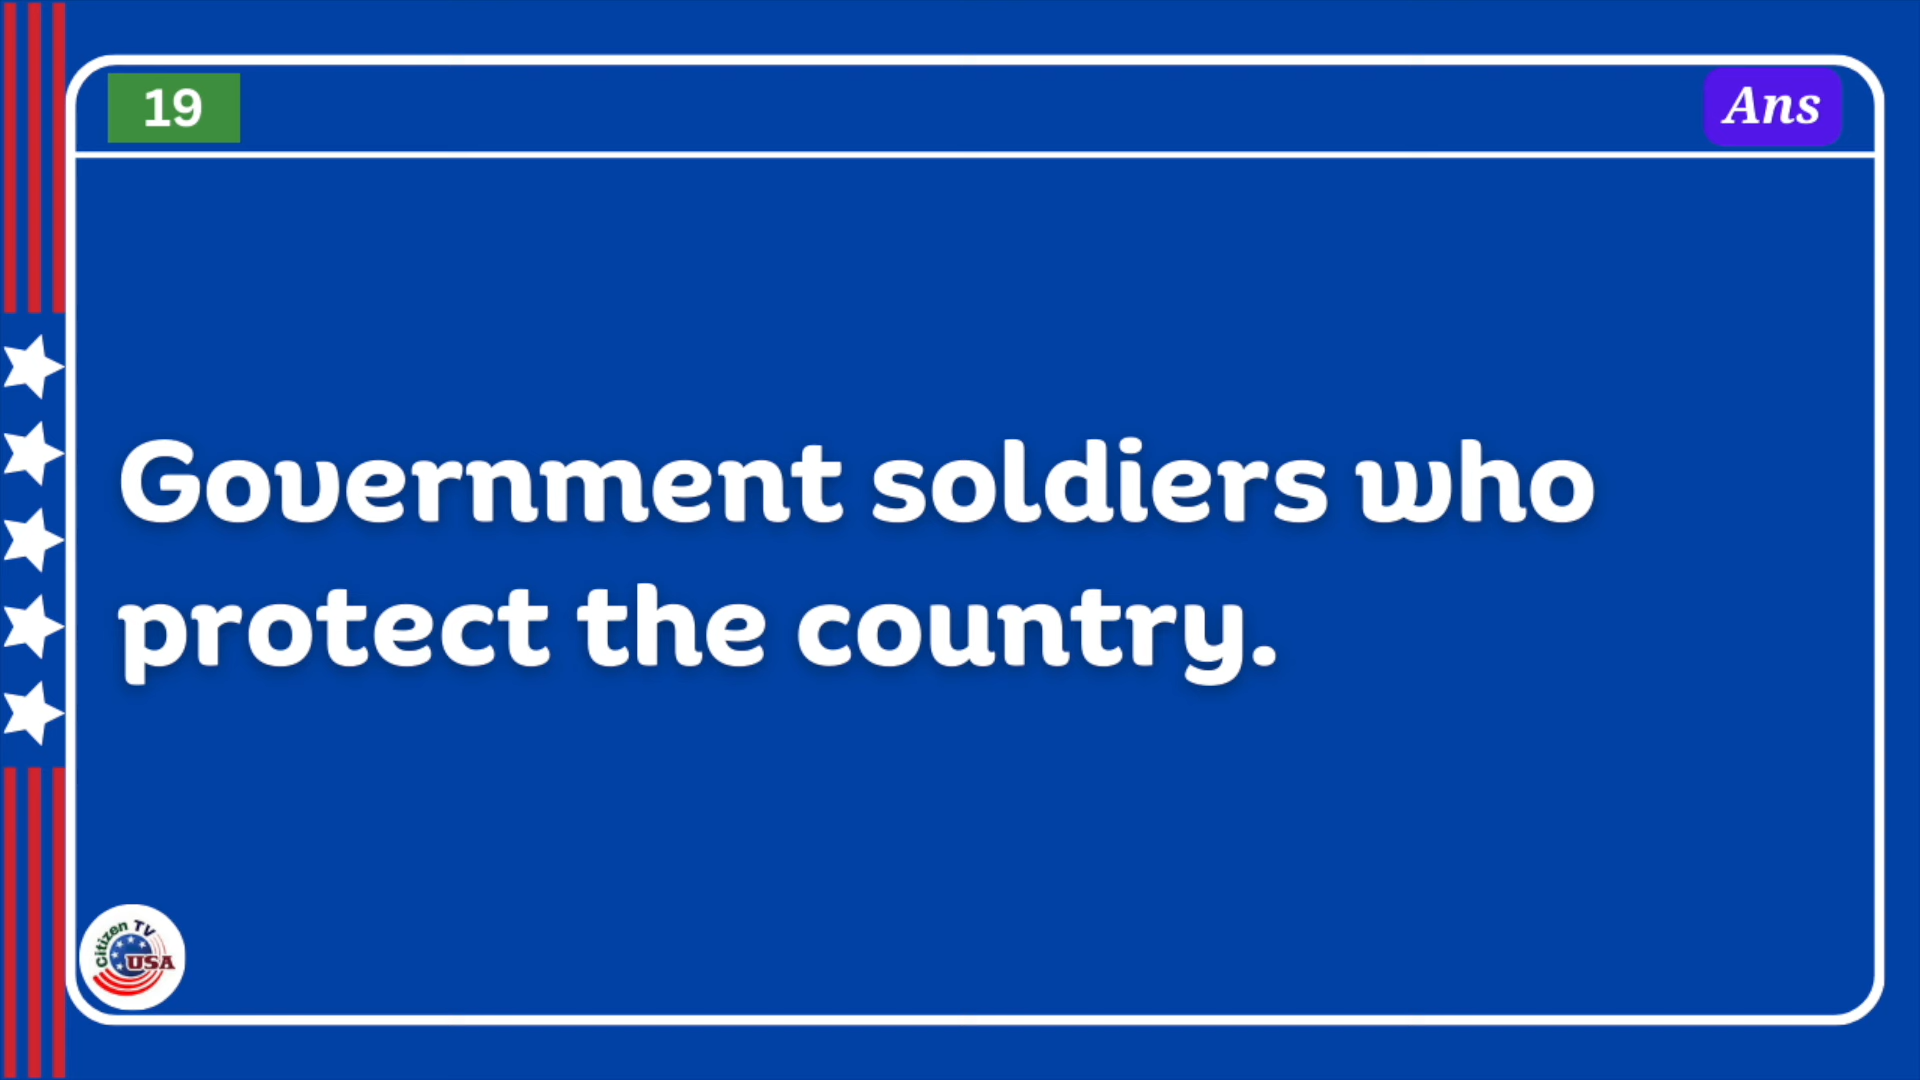 19
Ans
Government soldiers who
protect the country.
Citizen TV
USA